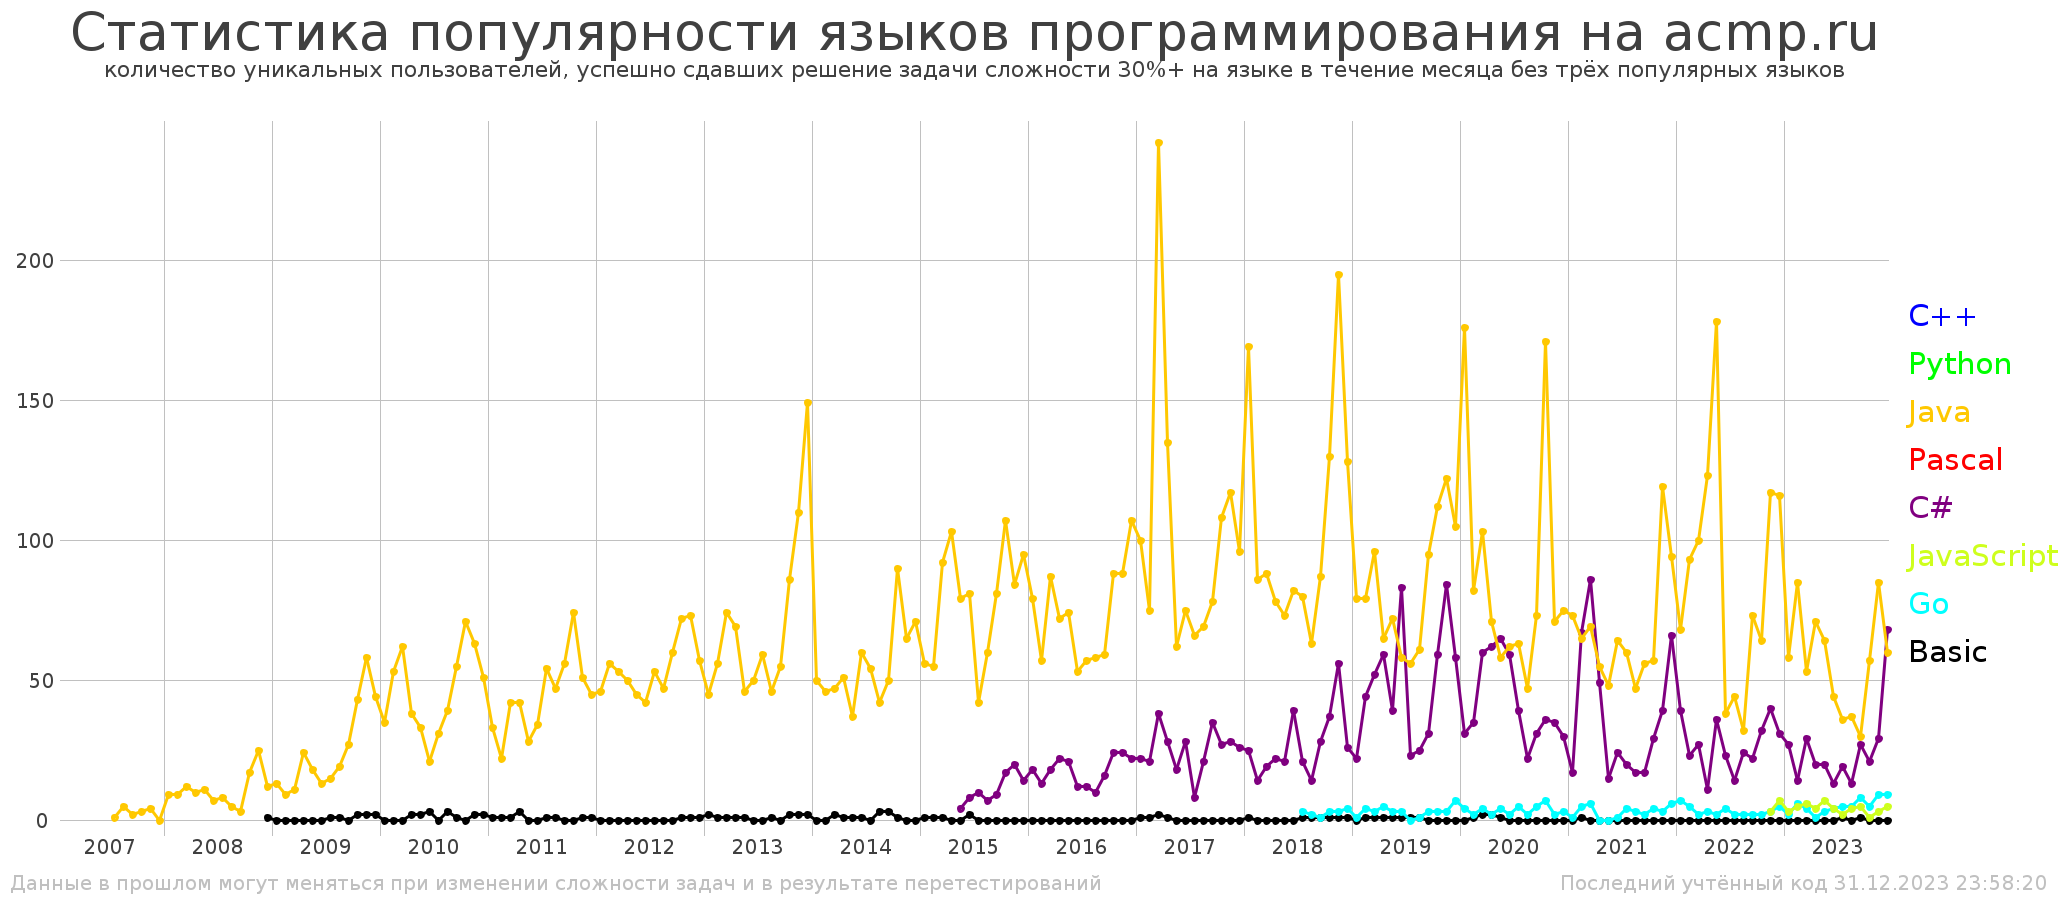 Статистика популярности языков программирования на acmp.ru
количество уникальных пользователей, успешно сдавших решение задачи сложности 30%+ на языке в течение месяца без трёх популярных языков
200
150
100
50
0
C++
Python
Java
Pascal
C#
JavaScript
Go
Basic
2007 2008 2009 2010 2011 2012 2013 2014 2015 2016 2017 2018 2019 2020 2021 2022 2023
Данные в прошлом могут меняться при изменении сложности задач и в результате перетестирований
Последний учтённый код 31.12.2023 23:58:20